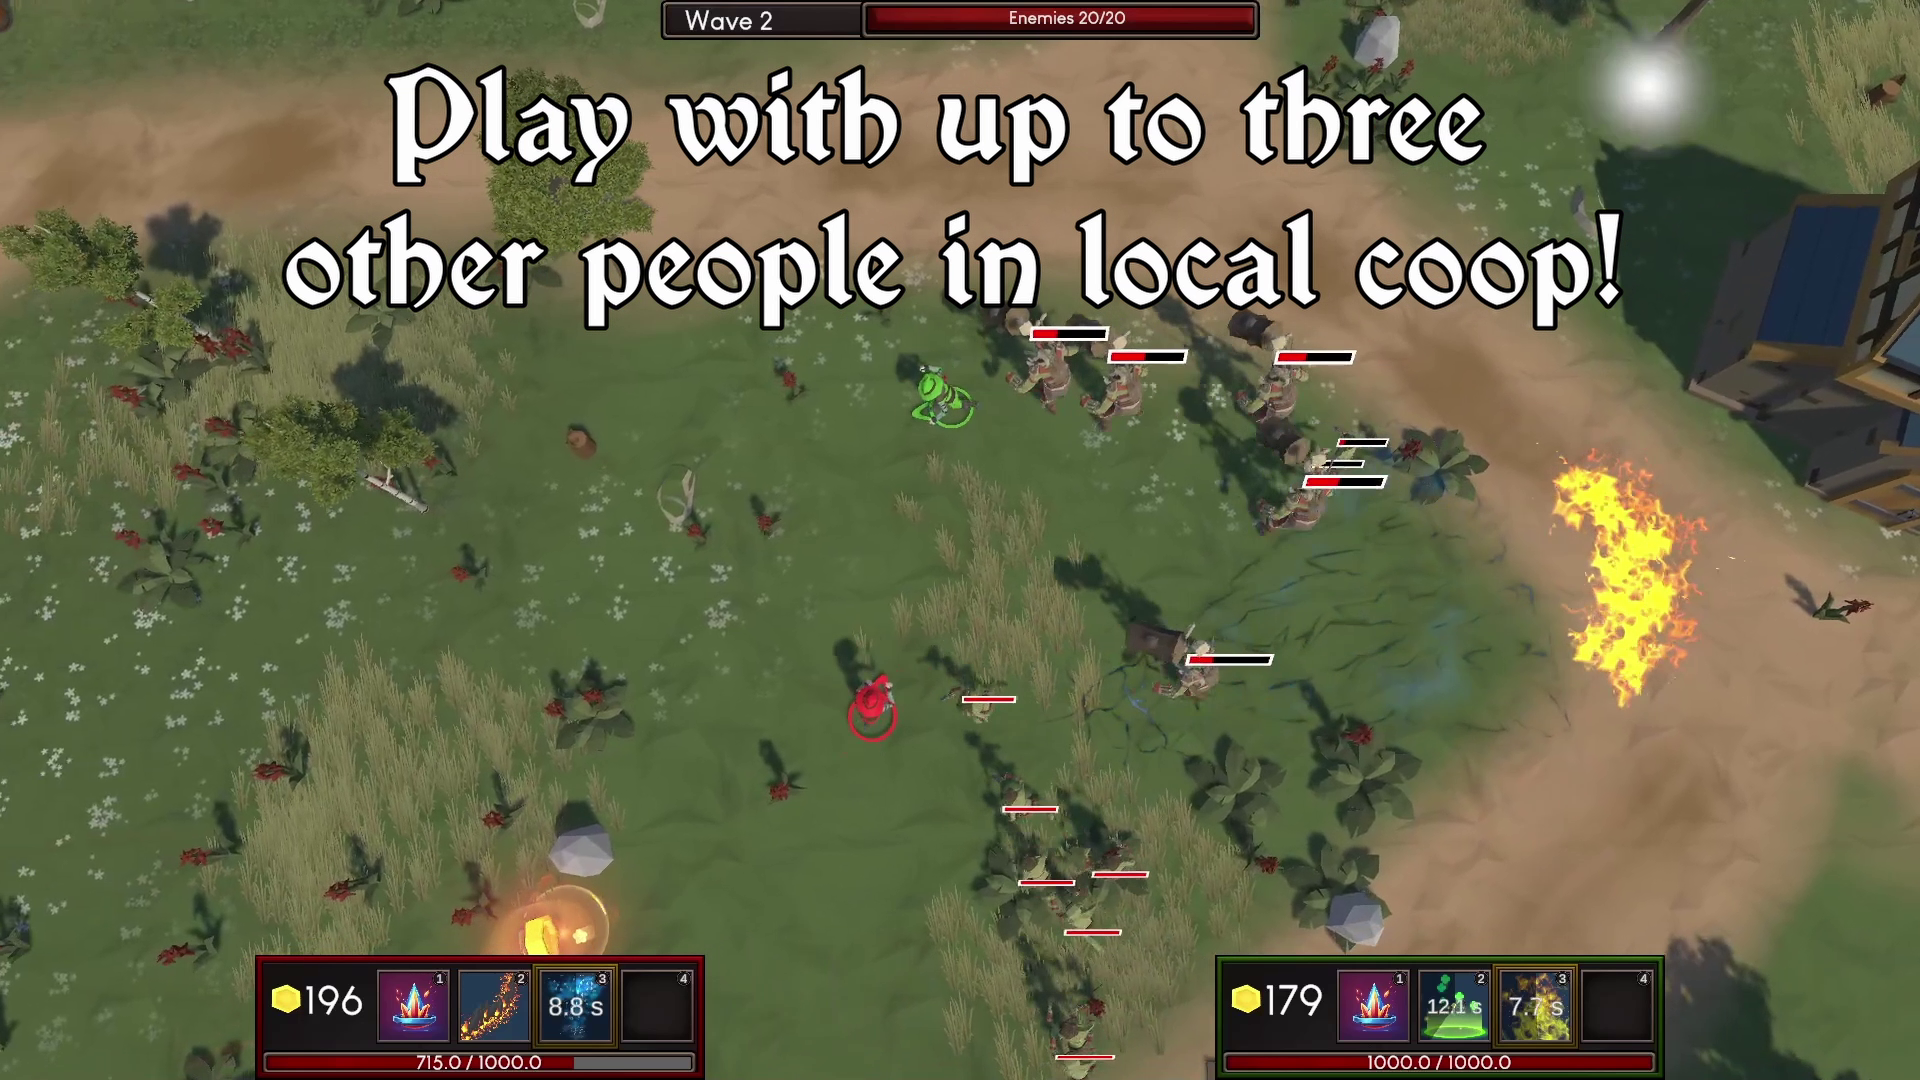 Wave 2
Enemies 20/20
Play with up to three
other people in local coop!
196
1
2
3
4
8.8 s
715.0 / 1000.0
179
1
2
3
4
12.1 s
7.7 s
1000.0 / 1000.0